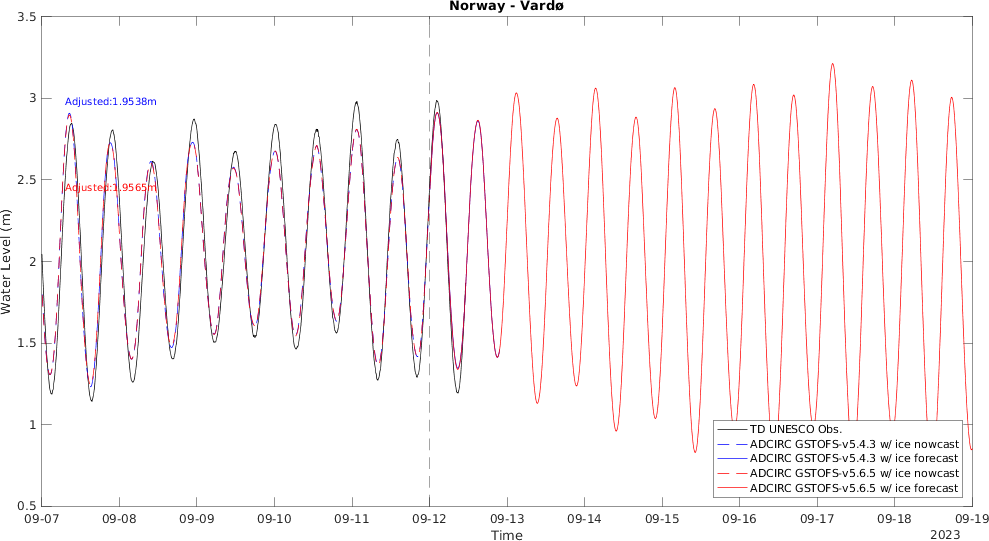 Norway - Vardø
3.5
3
2.5
2
1.5
1
0.5
Water Level (m)
Adjusted:1.9538m
Adjusted:1.9565m
TD UNESCO Obs.
ADCIRC GSTOFS-v5.4.3 w/ ice nowcast
ADCIRC GSTOFS-v5.4.3 w/ ice forecast
ADCIRC GSTOFS-v5.6.5 w/ ice nowcast
ADCIRC GSTOFS-v5.6.5 w/ ice forecast
09-07 09-08 09-09 09-10 09-11 09-12 09-13 09-14 09-15 09-16 09-17 09-18 09-19
Time
2023